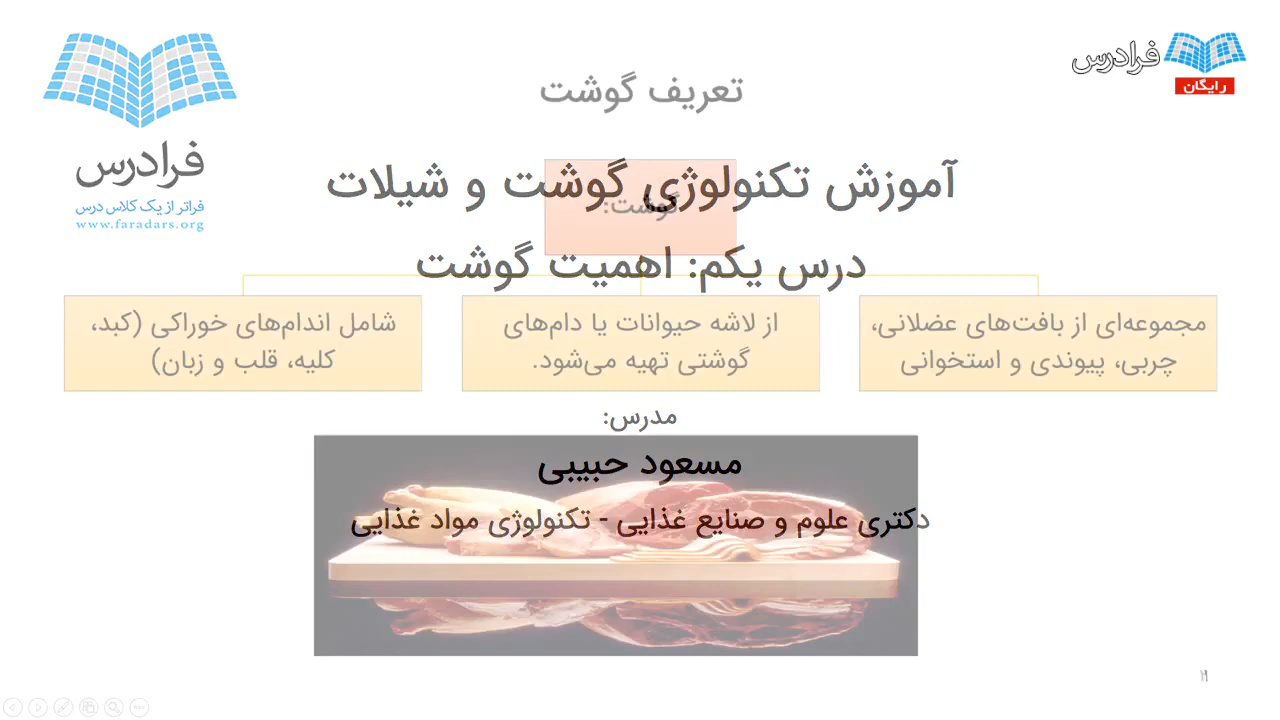 فرادرس
فراتر از یک کلاس درس
www.faradars.org
فرادرس
رایگان
تعریف گوشت
آموزش تکنولوژی گوشت و شیلات
گوشت:
درس یکم: اهمیت گوشت
مجموعه‌ای از بافت‌های عضلانی،
چربی، پیوندی و استخوانی
از لاشه حیوانات یا دام‌های
گوشتی تهیه می‌شود.
شامل اندام‌های خوراکی (کبد،
کلیه، قلب و زبان)
مدرس:
مسعود حبیبی
دکتری علوم و صنایع غذایی - تکنولوژی مواد غذایی